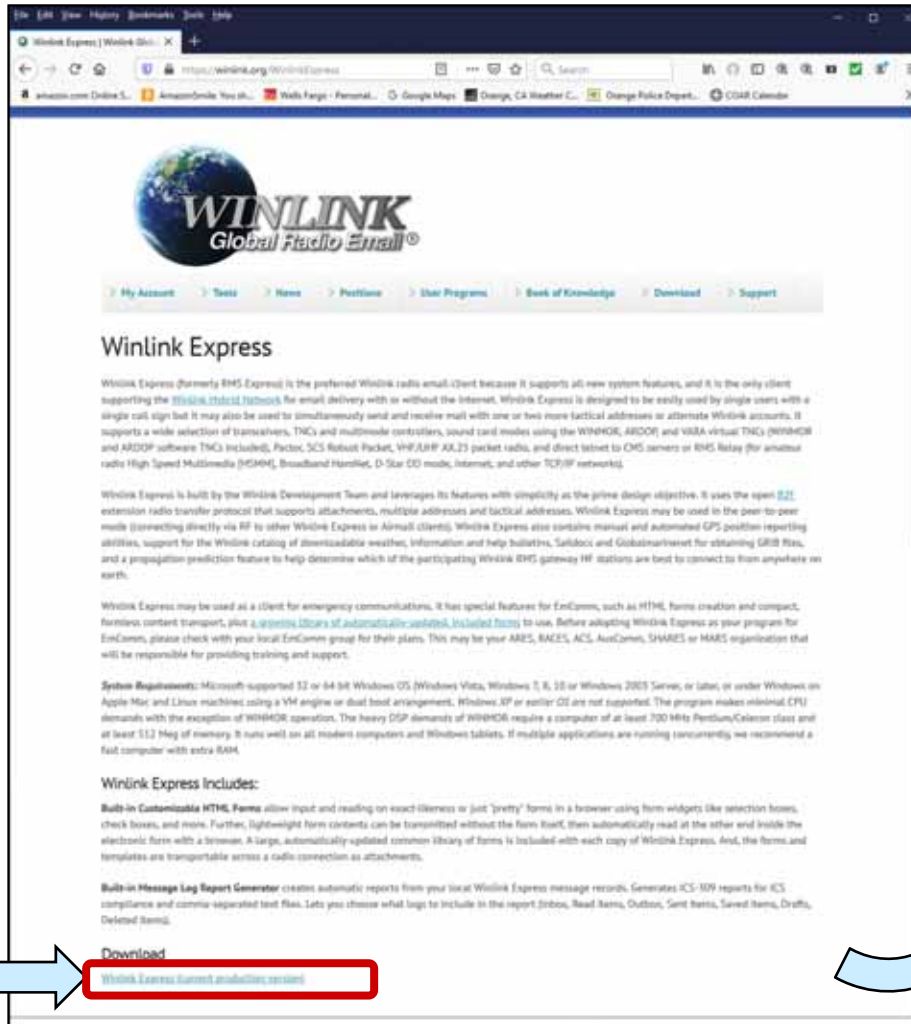 File Edit View History Bookmarks Tools Help
Winlink Express | Winlink Glo...
https://winlink.org/WinlinkExpress
Search
amazon.com Online S... AmazonSmile: You sh... Wells Fargo - Personal... Google Maps Orange, CA Weather C... Orange Police Depart... COAR Calendar
WINLINK
Global Radio Email®
My Account Tools News Positions User Programs Book of Knowledge Download Support
Winlink Express
Winlink Express (formerly RMS Express) is the preferred Winlink radio email client because it supports all new system features, and it is the only client
supporting the Winlink Hybrid Network for email delivery with or without the internet. Winlink Express is designed to be easily used by single users with a
single call sign but it may also be used to simultaneously send and receive mail with one or two more tactical addresses or alternate Winlink accounts. It
supports a wide selection of transceivers, TNCs and multimode controllers, sound card modes using the WINMOR, ARDOP, and VARA virtual TNCs (WINMOR
and ARDOP software TNCs included), Pactor, SCS Robust Packet, VHF/UHF AX.25 packet radio, and direct telnet to CMS servers or RMS Relay (for amateur
radio High Speed Multimedia (HSMM), Broadband HamNet, D-Star DD mode, internet, and other TCP/IP networks).
Winlink Express is built by the Winlink Development Team and leverages its features with simplicity as the prime design objective. It uses the open B2F
extension radio transfer protocol that supports attachments, multiple addresses and tactical addresses. Winlink Express may be used in the peer-to-peer
mode (connecting directly via RF to other Winlink Express or Airmail clients). Winlink Express also contains manual and automated GPS position reporting
abilities, support for the Winlink catalog of downloadable weather, information and help bulletins, Saildocs and Globalmarinenet for obtaining GRIB files,
and a propagation prediction feature to help determine which of the participating Winlink RMS gateway HF stations are best to connect to from anywhere on
earth.
Winlink Express may be used as a client for emergency communications. It has special features for EmComms, such as HTML forms creation and compact,
formless content transport, plus a growing library of automatically-updated, included forms to use. Before adopting Winlink Express as your program for
EmComm, please check with your local EmComm group for their plans. This may be your ARES, RACES, ACS, AuxComm, SHARES or MARS organization that
will be responsible for providing training and support.
System Requirements: Microsoft-supported 32 or 64 bit Windows OS (Windows Vista, Windows 7, 8, 10 or Windows 2003 Server, or later, or under Windows on
Apple Mac and Linux machines using a VM engine or dual boot arrangement. Windows XP or earlier OS are not supported. The program makes minimal CPU
demands with the exception of WINMOR operation. The heavy DSP demands of WINMOR require a computer of at least 700 MHz Pentium/Celeron class and
at least 512 Meg of memory. It runs well on all modern computers and Windows tablets. If multiple applications are running concurrently, we recommend a
fast computer with extra RAM.
Winlink Express Includes:
Built-in Customizable HTML Forms allow input and reading on exact-likeness or just "pretty" forms in a browser using form widgets like selection boxes,
check boxes, and more. Further, lightweight form contents can be transmitted without the form itself, then automatically read at the other end inside the
electronic form with a browser. A large, automatically-updated common library of forms is included with each copy of Winlink Express. And, the forms and
templates are transportable across a radio connection as attachments.
Built-in Message Log Report Generator creates automatic reports from your local Winlink Express message records. Generates ICS-309 reports for ICS
compliance and comma-separated text files. Lets you choose what logs to include in the report (Inbox, Read Items, Outbox, Sent Items, Saved Items, Drafts,
Deleted Items).
Download
Winlink Express (current production version)